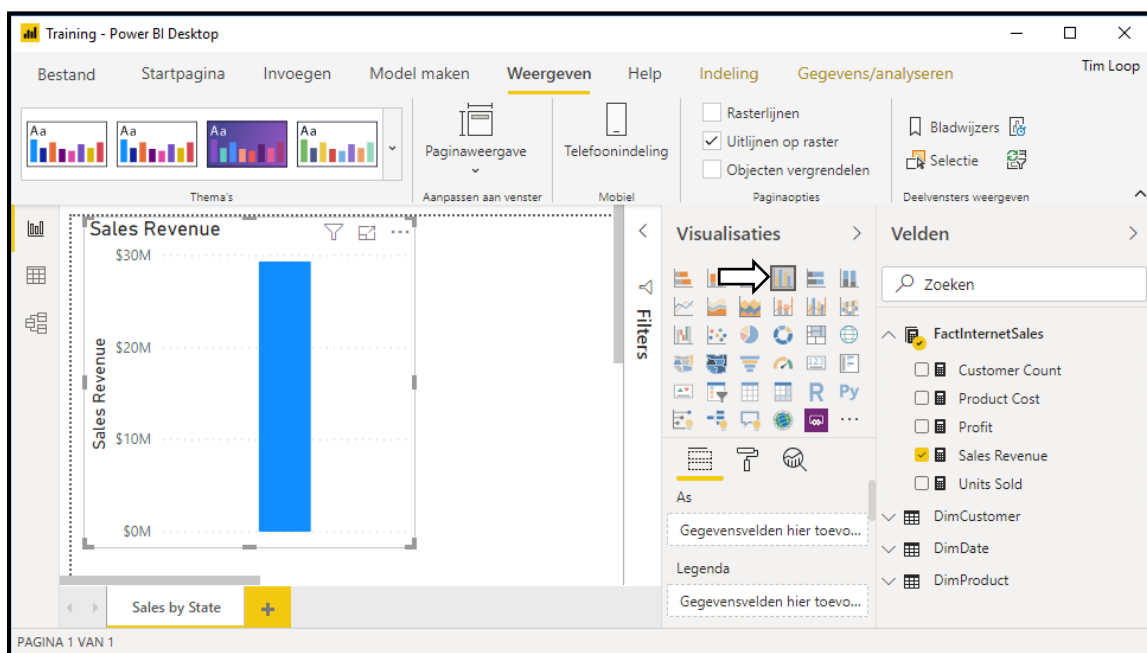 Training - Power BI Desktop
Bestand Startpagina Invoegen Model maken Weergeven Help Indeling Gegevens/analyseren Tim Loop
Aa Aa Aa Aa
Paginaweergave
Telefoonindeling
Rasterlijnen
Uitlijnen op raster
Objecten vergrendelen
Bladwijzers
Selectie
Thema's Aanpassen aan venster Mobiel Paginaopties Deelvensters weergeven
Sales Revenue
$30M
$20M
$10M
$0M
Sales Revenue
Filters
Visualisaties
123
R Py
As
Gegevensvelden hier toevo...
Legenda
Gegevensvelden hier toevo...
Velden
Zoeken
FactInternetSales
Customer Count
Product Cost
Profit
Sales Revenue
Units Sold
DimCustomer
DimDate
DimProduct
Sales by State
PAGINA 1 VAN 1